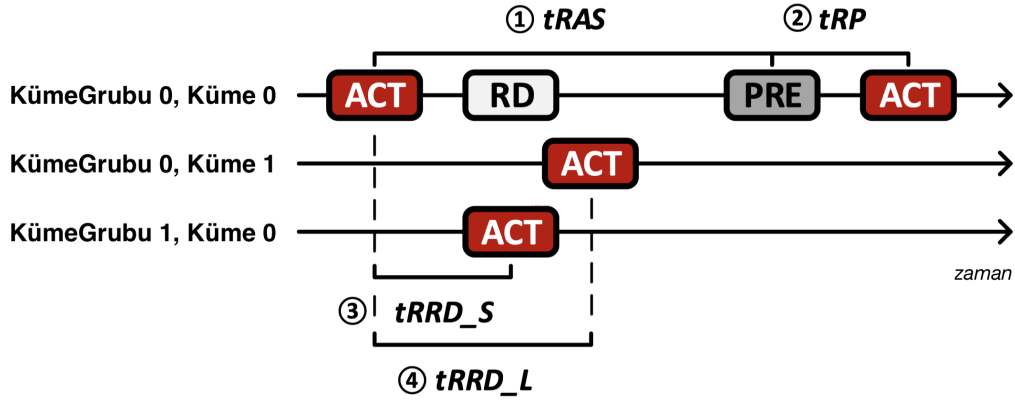 ① tRAS ② tRP
KümeGrubu 0, Küme 0 ACT RD PRE ACT
KümeGrubu 0, Küme 1 ACT
KümeGrubu 1, Küme 0 ACT
zaman
③ tRRD_S
④ tRRD_L